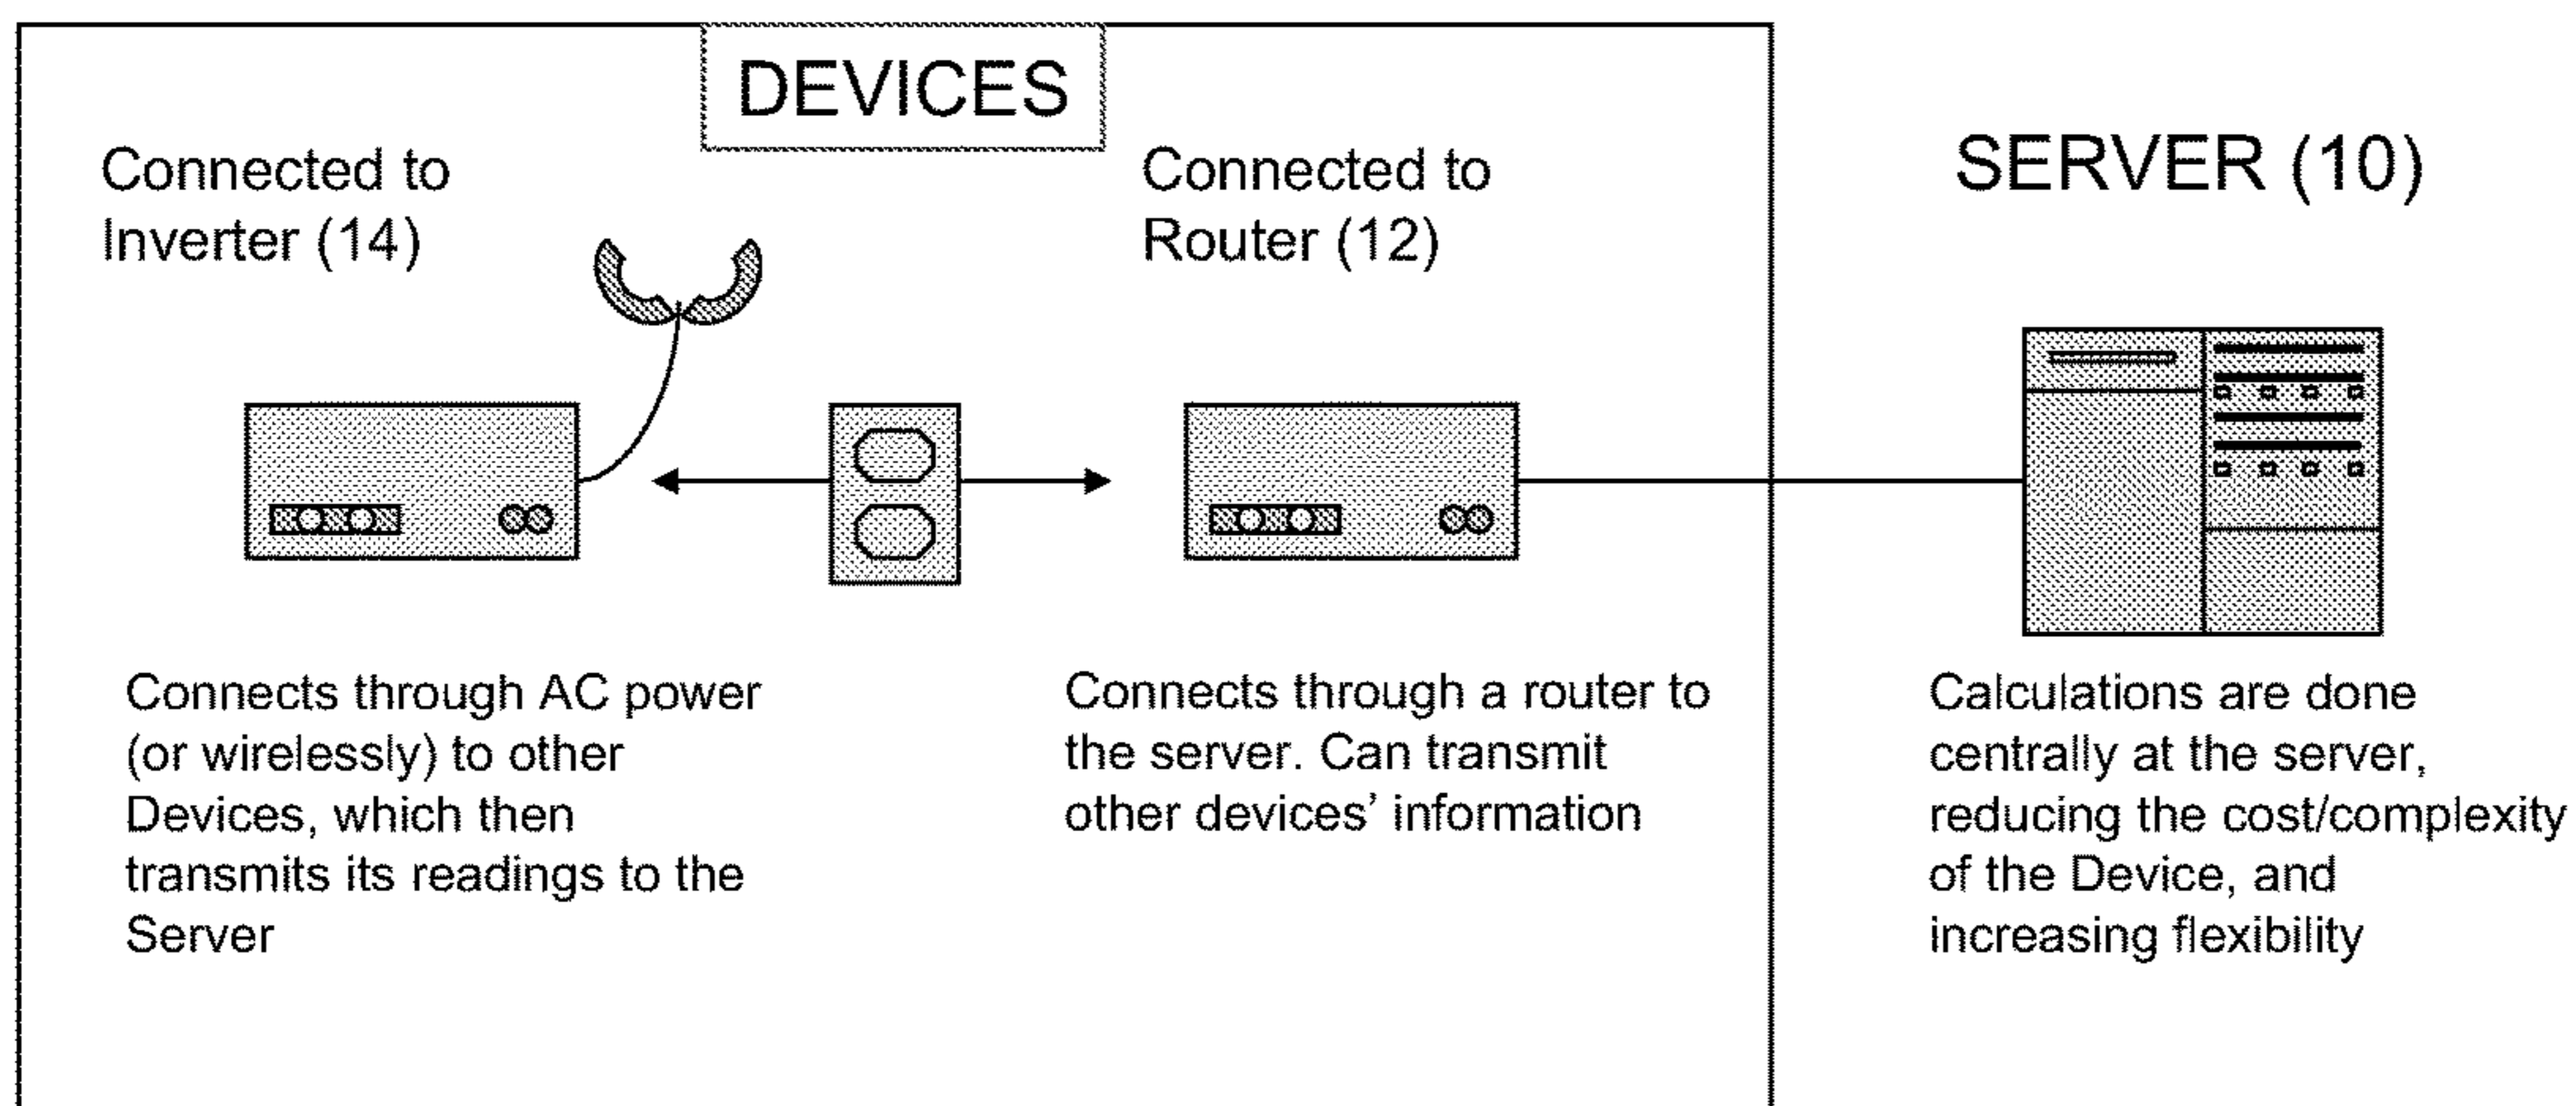 DEVICES
Connected to
Inverter (14)
Connected to
Router (12)
SERVER (10)
Connects through AC power
(or wirelessly) to other
Devices, which then
transmits its readings to the
Server
Connects through a router to
the server. Can transmit
other devices’ information
Calculations are done
centrally at the server,
reducing the cost/complexity
of the Device, and
increasing flexibility